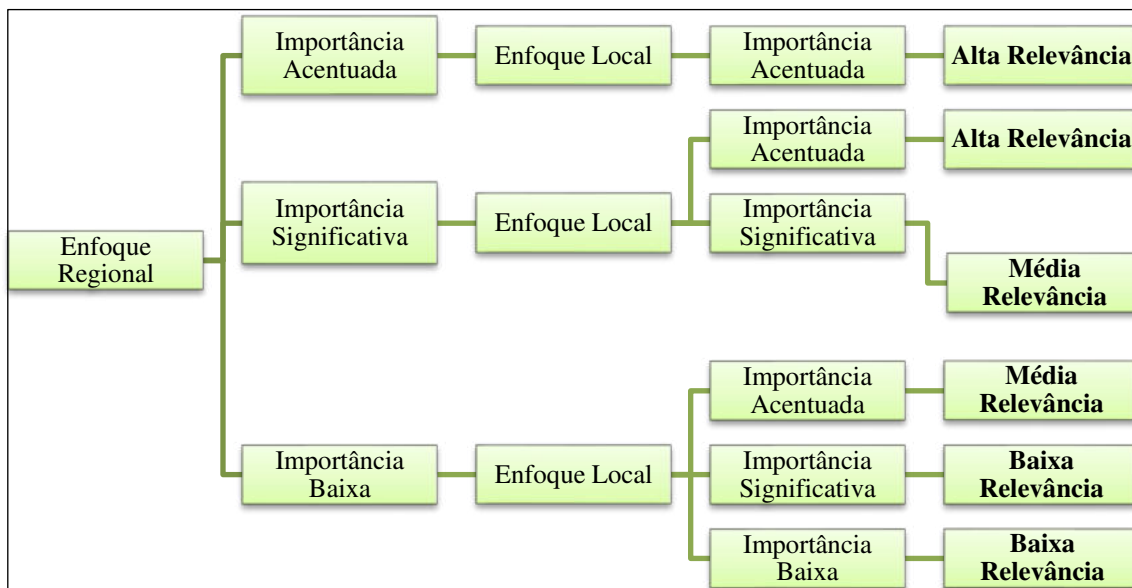 Importância
Acentuada
Enfoque Local
Importância
Acentuada
Alta Relevância
Importância
Acentuada
Alta Relevância
Importância
Significativa
Enfoque Local
Importância
Significativa
Enfoque
Regional
Média
Relevância
Importância
Acentuada
Média
Relevância
Importância
Baixa
Enfoque Local
Importância
Significativa
Baixa
Relevância
Importância
Baixa
Baixa
Relevância